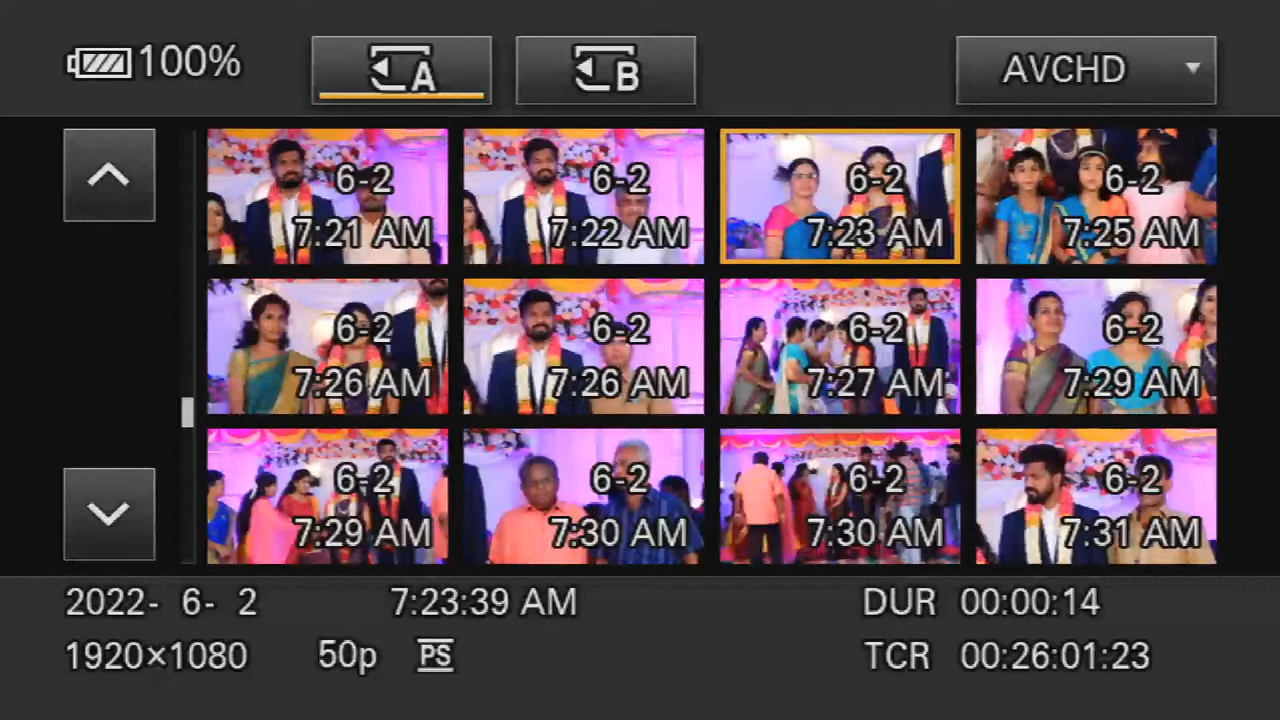 100%
A
B
AVCHD
6-2
7:21 AM
6-2
7:22 AM
6-2
7:23 AM
6-2
7:25 AM
6-2
7:26 AM
6-2
7:26 AM
6-2
7:27 AM
6-2
7:29 AM
6-2
7:29 AM
6-2
7:30 AM
6-2
7:30 AM
6-2
7:31 AM
2022- 6- 2 7:23:39 AM DUR 00:00:14
1920×1080 50p PS TCR 00:26:01:23